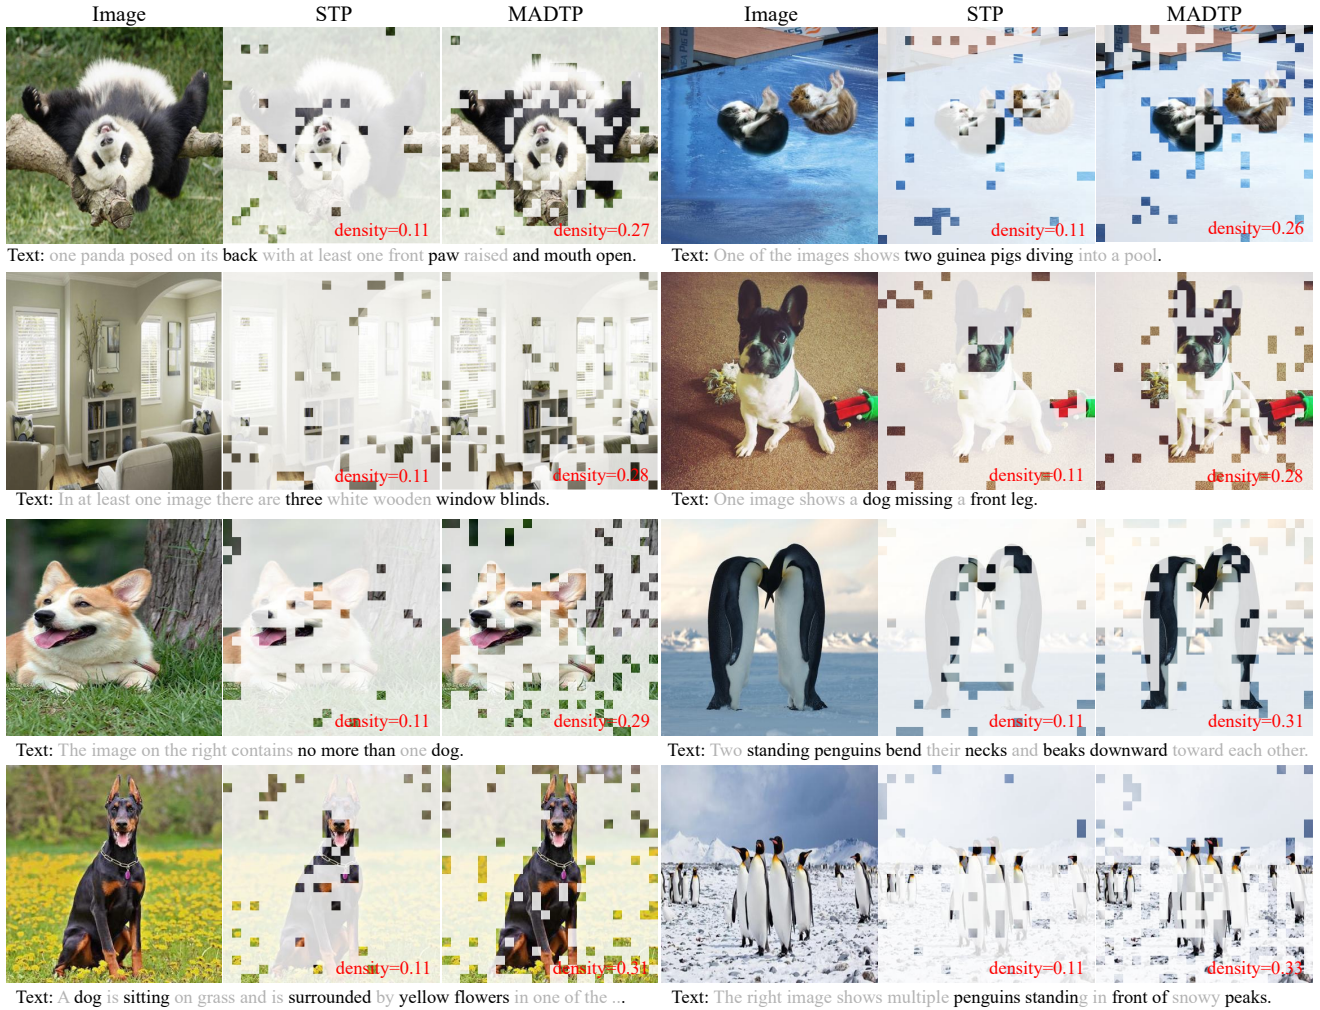 Image STP MADTP Image STP MADTP
density=0.11 density=0.27 density=0.11 density=0.26
Text: one panda posed on its back with at least one front paw raised and mouth open.
Text: One of the images shows two guinea pigs diving into a pool.
density=0.11 density=0.28 density=0.11 density=0.28
Text: In at least one image there are three white wooden window blinds.
Text: One image shows a dog missing a front leg.
density=0.11 density=0.29 density=0.11 density=0.31
Text: The image on the right contains no more than one dog.
Text: Two standing penguins bend their necks and beaks downward toward each other.
density=0.11 density=0.31 density=0.11 density=0.33
Text: A dog is sitting on grass and is surrounded by yellow flowers in one of the ...
Text: The right image shows multiple penguins standing in front of snowy peaks.